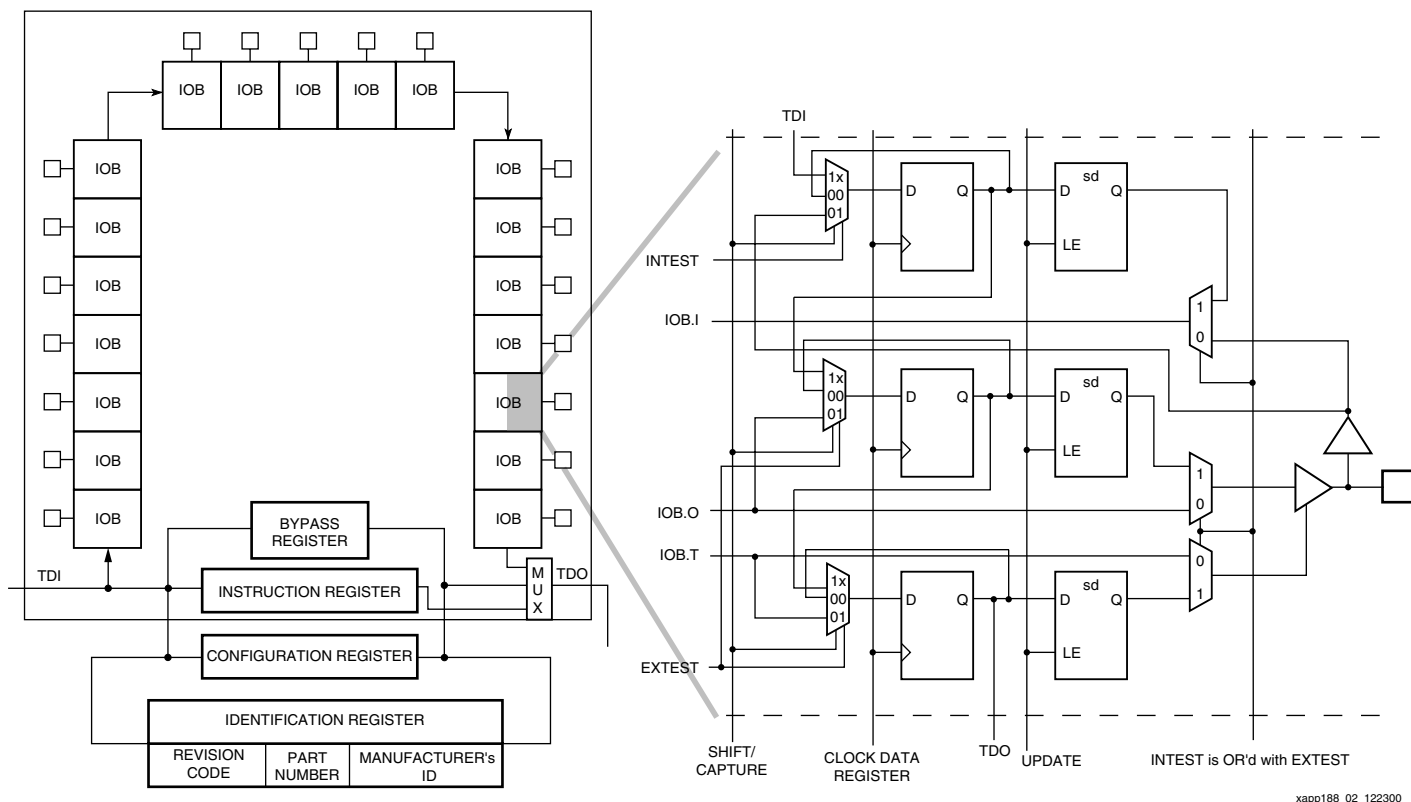 IOB IOB IOB IOB IOB
IOB
IOB
IOB
IOB
IOB
IOB
IOB
IOB
IOB
IOB
IOB
IOB
IOB
IOB
BYPASS
REGISTER
TDI
INSTRUCTION REGISTER
M
U
X
TDO
CONFIGURATION REGISTER
IDENTIFICATION REGISTER
REVISION
CODE
PART
NUMBER
MANUFACTURER's
ID
TDI
1x
00
01
D Q
sd
D Q
LE
INTEST
IOB.I
1
0
1x
00
01
D Q
sd
D Q
LE
1
0
IOB.O
IOB.T
0
1
1x
00
01
D Q
sd
D Q
LE
EXTEST
SHIFT/
CAPTURE
CLOCK DATA
REGISTER
TDO
UPDATE
INTEST is OR'd with EXTEST
xapp188_02_122300